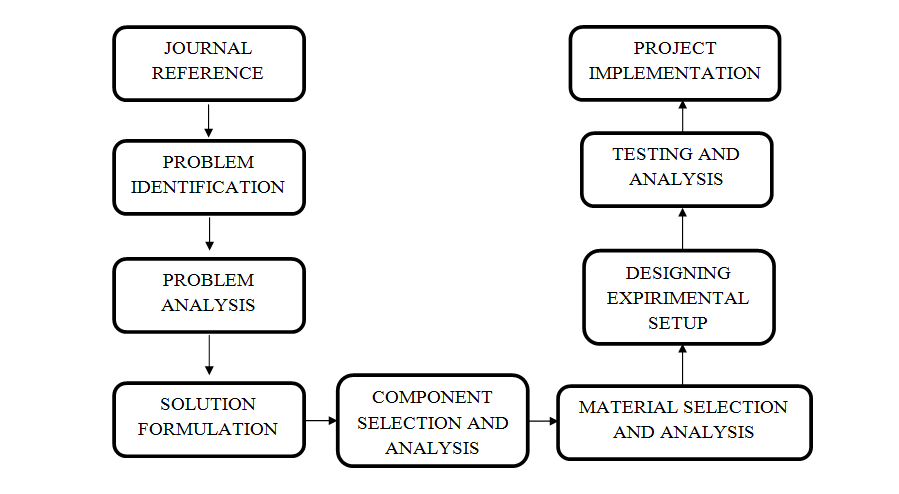 JOURNAL
REFERENCE
PROBLEM
IDENTIFICATION
PROBLEM
ANALYSIS
SOLUTION
FORMULATION
COMPONENT
SELECTION AND
ANALYSIS
MATERIAL SELECTION
AND ANALYSIS
DESIGNING
EXPIRIMENTAL
SETUP
TESTING AND
ANALYSIS
PROJECT
IMPLEMENTATION